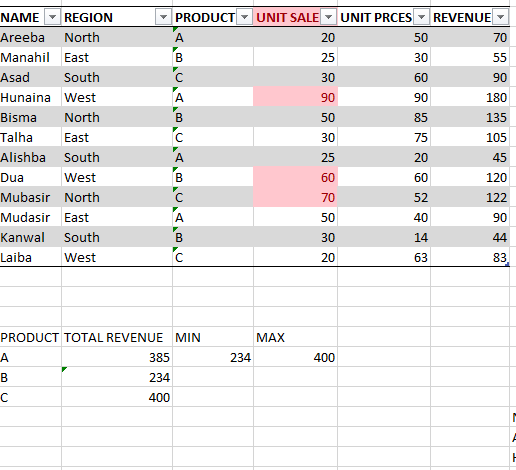 NAME REGION PRODUCT UNIT SALE UNIT PRCES REVENUE
Areeba North A 20 50 70
Manahil East B 25 30 55
Asad South C 30 60 90
Hunaina West A 90 90 180
Bisma North B 50 85 135
Talha East C 30 75 105
Alishba South A 25 20 45
Dua West B 60 60 120
Mubasir North C 70 52 122
Mudasir East A 50 40 90
Kanwal South B 30 14 44
Laiba West C 20 63 83
PRODUCT TOTAL REVENUE MIN MAX
A 385 234 400
B 234
C 400